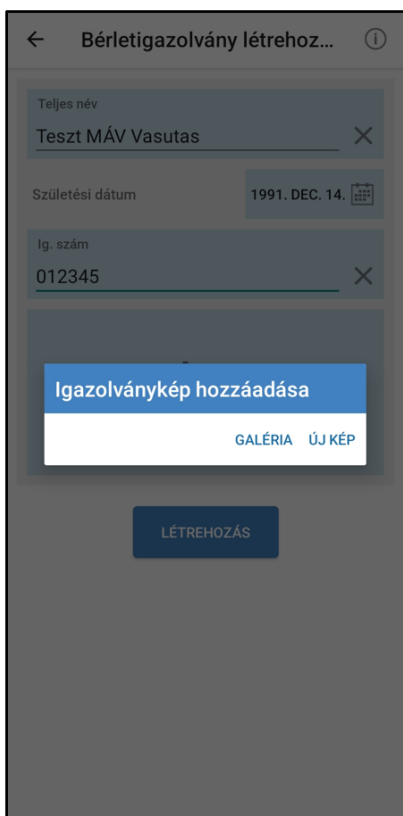 Bérletigazolvány létrehoz...
Teljes név
Teszt MÁV Vasutas
Születési dátum
1991. DEC. 14.
Ig. szám
012345
Igazolványkép hozzáadása
GALÉRIA ÚJ KÉP
LÉTREHOZÁS